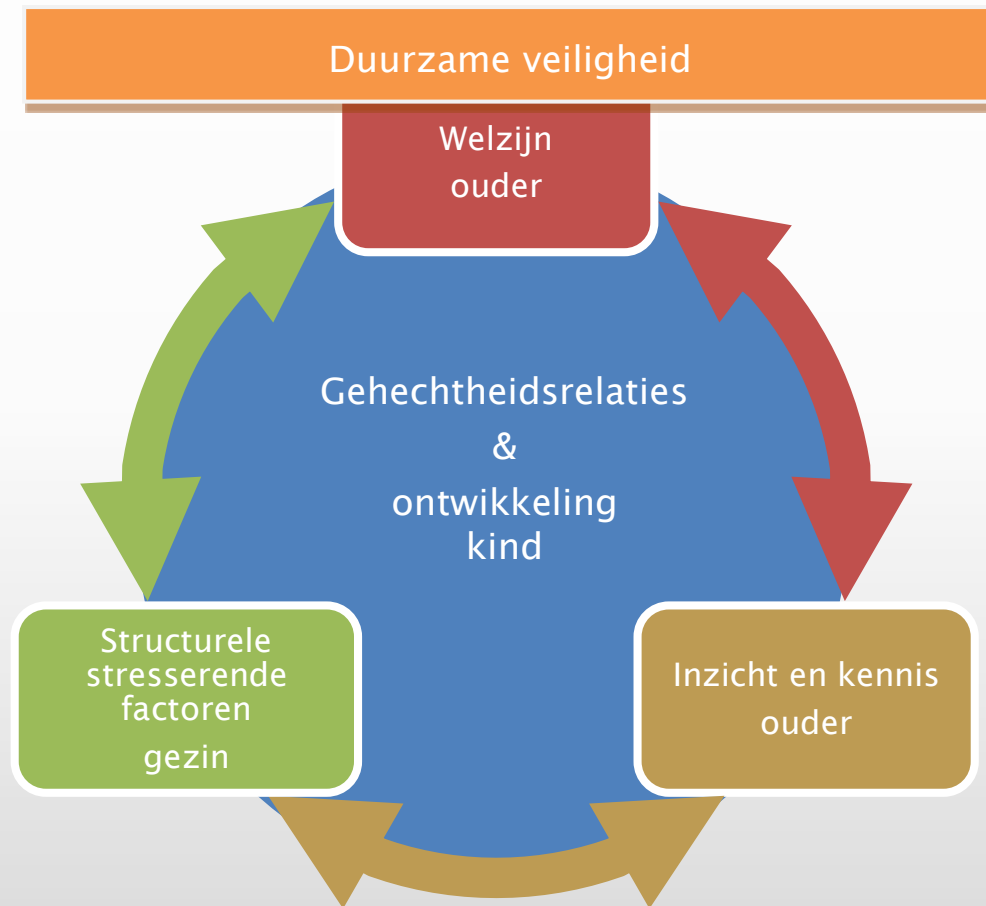 Duurzame veiligheid
Welzijn
ouder
Gehechtheidsrelaties
&
ontwikkeling
kind
Structurele
stresserende
factoren
gezin
Inzicht en kennis
ouder